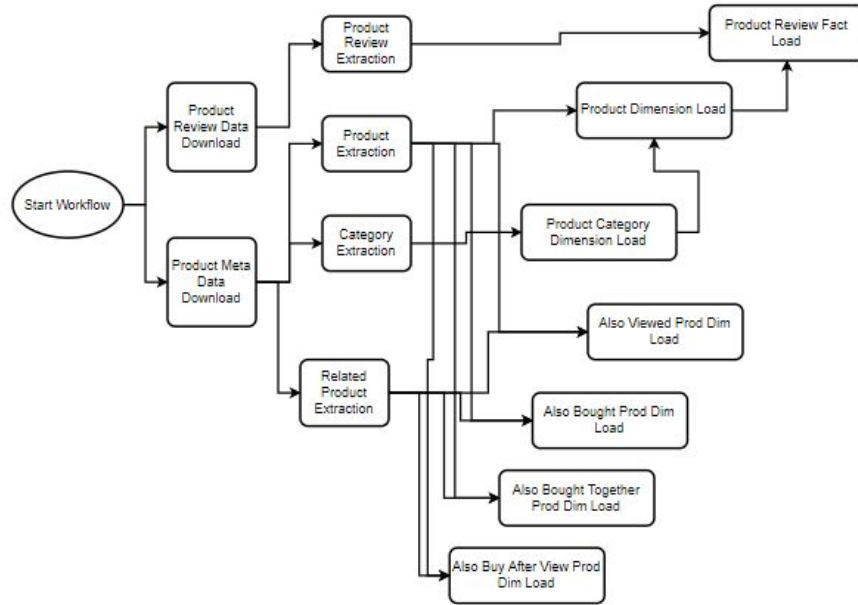 Product
Review
Extraction
Product Review Fact
Load
Product
Review Data
Download
Product
Extraction
Product Dimension Load
Start Workflow
Category
Extraction
Product Category
Dimension Load
Product Meta
Data
Download
Also Viewed Prod Dim
Load
Related
Product
Extraction
Also Bought Prod Dim
Load
Also Bought Together
Prod Dim Load
Also Buy After View Prod
Dim Load